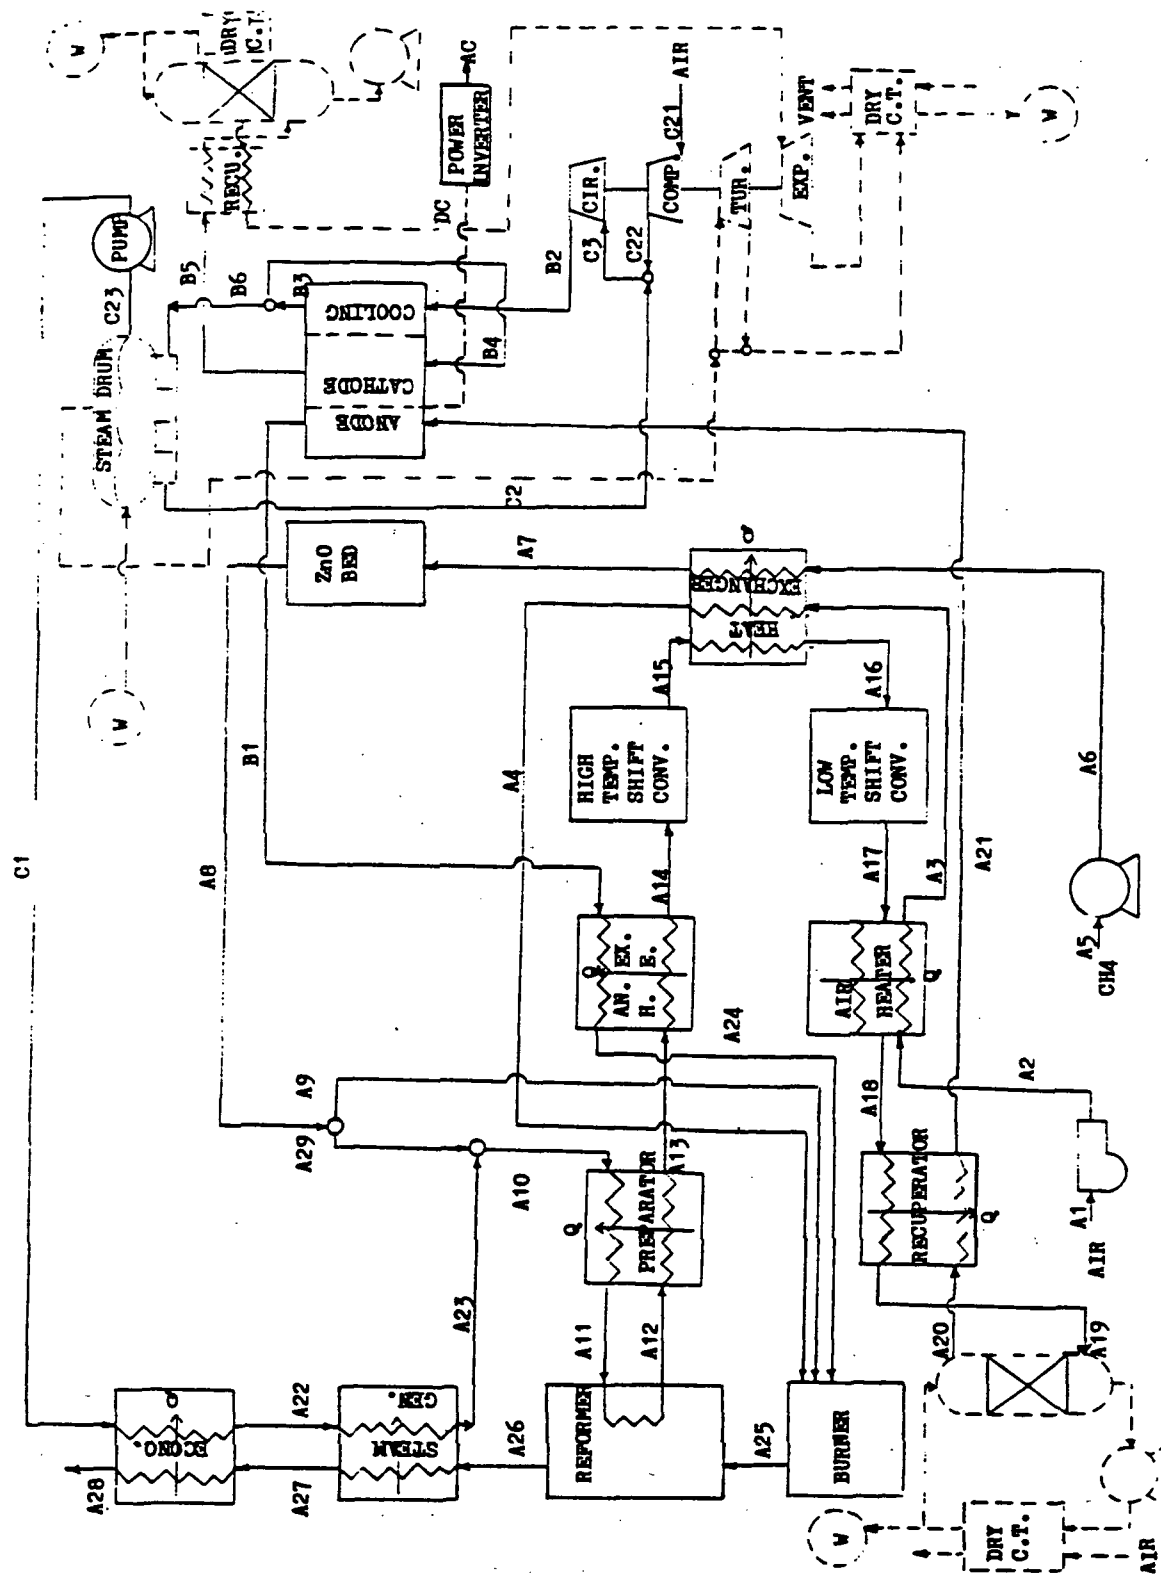 C1
A28
ECONO.
Q
A22
A27
STEAM
GEN.
A23
A26
REFORMER
A11
A12
A25
BURNER
A8
A9
A29
A10
Q
PREPARATOR
A13
A24
B1
AN. EX.
H. E.
Q
A14
HIGH
TEMP.
SHIFT
CONV.
A15
A4
HEAT
EXCHANGER
Q
A7
ZnO
BED
A16
LOW
TEMP.
SHIFT
CONV.
A17
A3
AIR
HEATER
Q
A18
A2
A21
RECUPERATOR
Q
A20
A19
A1
AIR
A5
CH4
A6
W
DRY
C.T.
AIR
W
STEAM DRUM
C23
PUMP
B5
B6
B3
B4
B2
ANODE
CATHODE
COOLING
C2
DC
POWER
INVERTER
AC
RECU.
W
DRY
C.T.
CIR.
C3
C22
COMP.
C21
AIR
TUR.
EXP.
VENT
DRY
C.T.
W